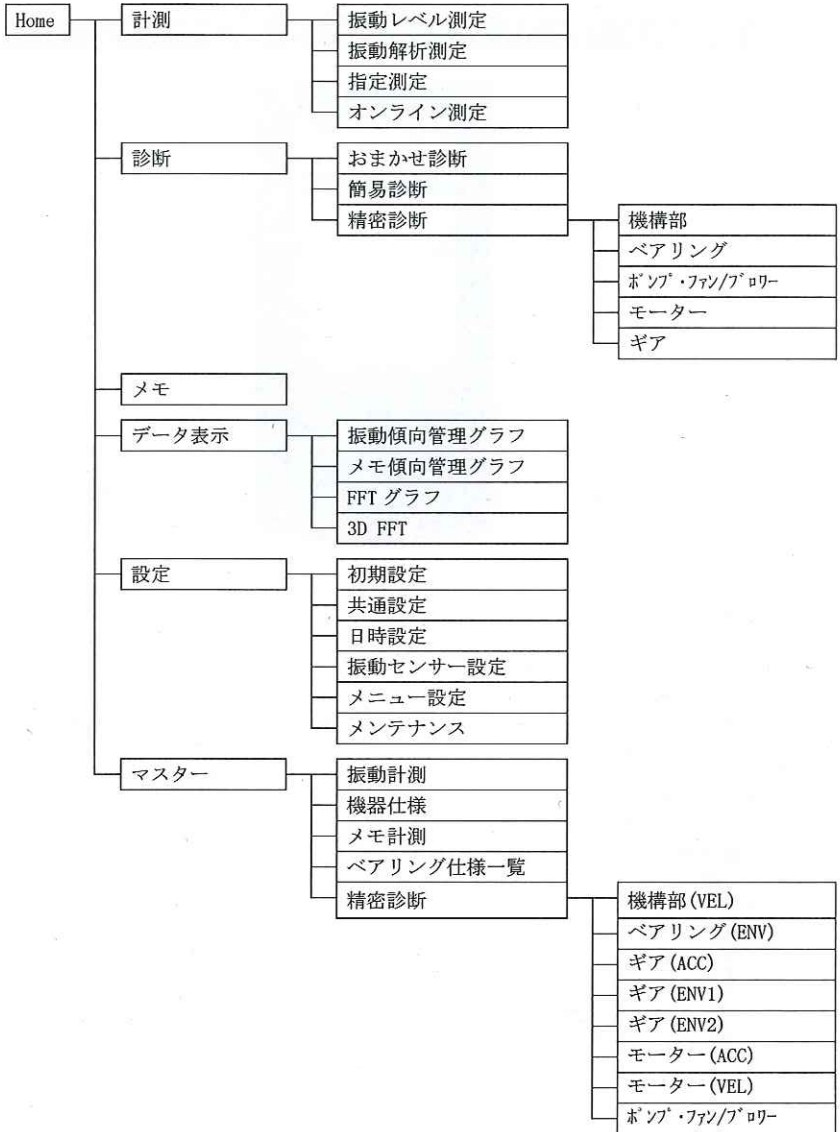 Home
計測
振動レベル測定
振動解析測定
指定測定
オンライン測定
診断
おまかせ診断
簡易診断
精密診断
機構部
ベアリング
ﾎﾟﾝﾌﾟ・ﾌｧﾝ/ﾌﾞﾛﾜｰ
モーター
ギア
メモ
データ表示
振動傾向管理グラフ
メモ傾向管理グラフ
FFT グラフ
3D FFT
設定
初期設定
共通設定
日時設定
振動センサー設定
メニュー設定
メンテナンス
マスター
振動計測
機器仕様
メモ計測
ベアリング仕様一覧
精密診断
機構部(VEL)
ベアリング(ENV)
ギア(ACC)
ギア(ENV1)
ギア(ENV2)
モーター(ACC)
モーター(VEL)
ﾎﾟﾝﾌﾟ・ﾌｧﾝ/ﾌﾞﾛﾜｰ